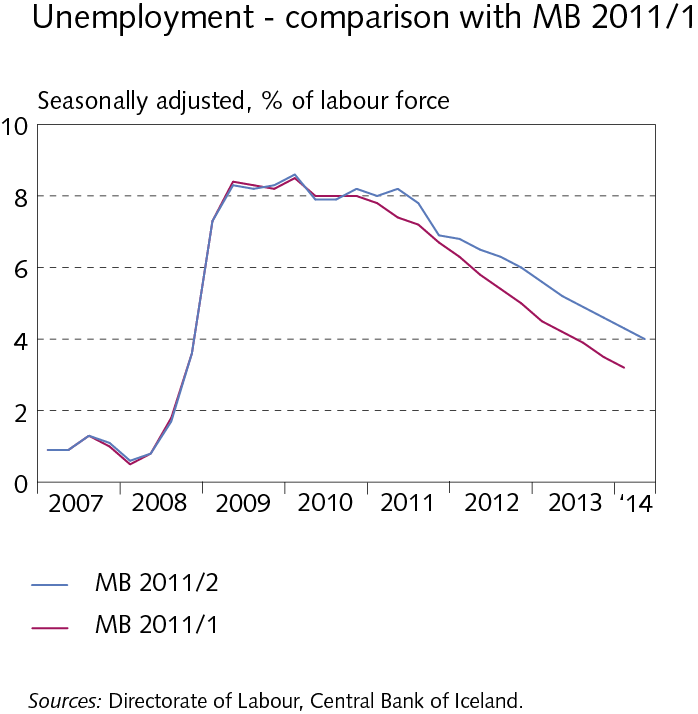 Unemployment - comparison with MB 2011/1
Seasonally adjusted, % of labour force
10
8
6
4
2
0
2007 2008 2009 2010 2011 2012 2013 ‘14
MB 2011/2
MB 2011/1
Sources: Directorate of Labour, Central Bank of Iceland.